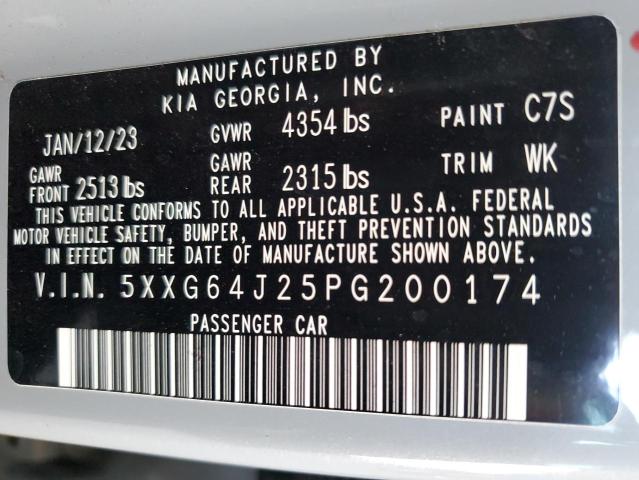 MANUFACTURED BY
KIA GEORGIA, INC.
JAN/12/23 GVWR 4354 lbs PAINT C7S
GAWR FRONT 2513 lbs GAWR REAR 2315 lbs TRIM WK
THIS VEHICLE CONFORMS TO ALL APPLICABLE U.S.A. FEDERAL
MOTOR VEHICLE SAFETY, BUMPER, AND THEFT PREVENTION STANDARDS
IN EFFECT ON THE DATE OF MANUFACTURE SHOWN ABOVE.
V.I.N. 5XXG64J25PG200174
PASSENGER CAR